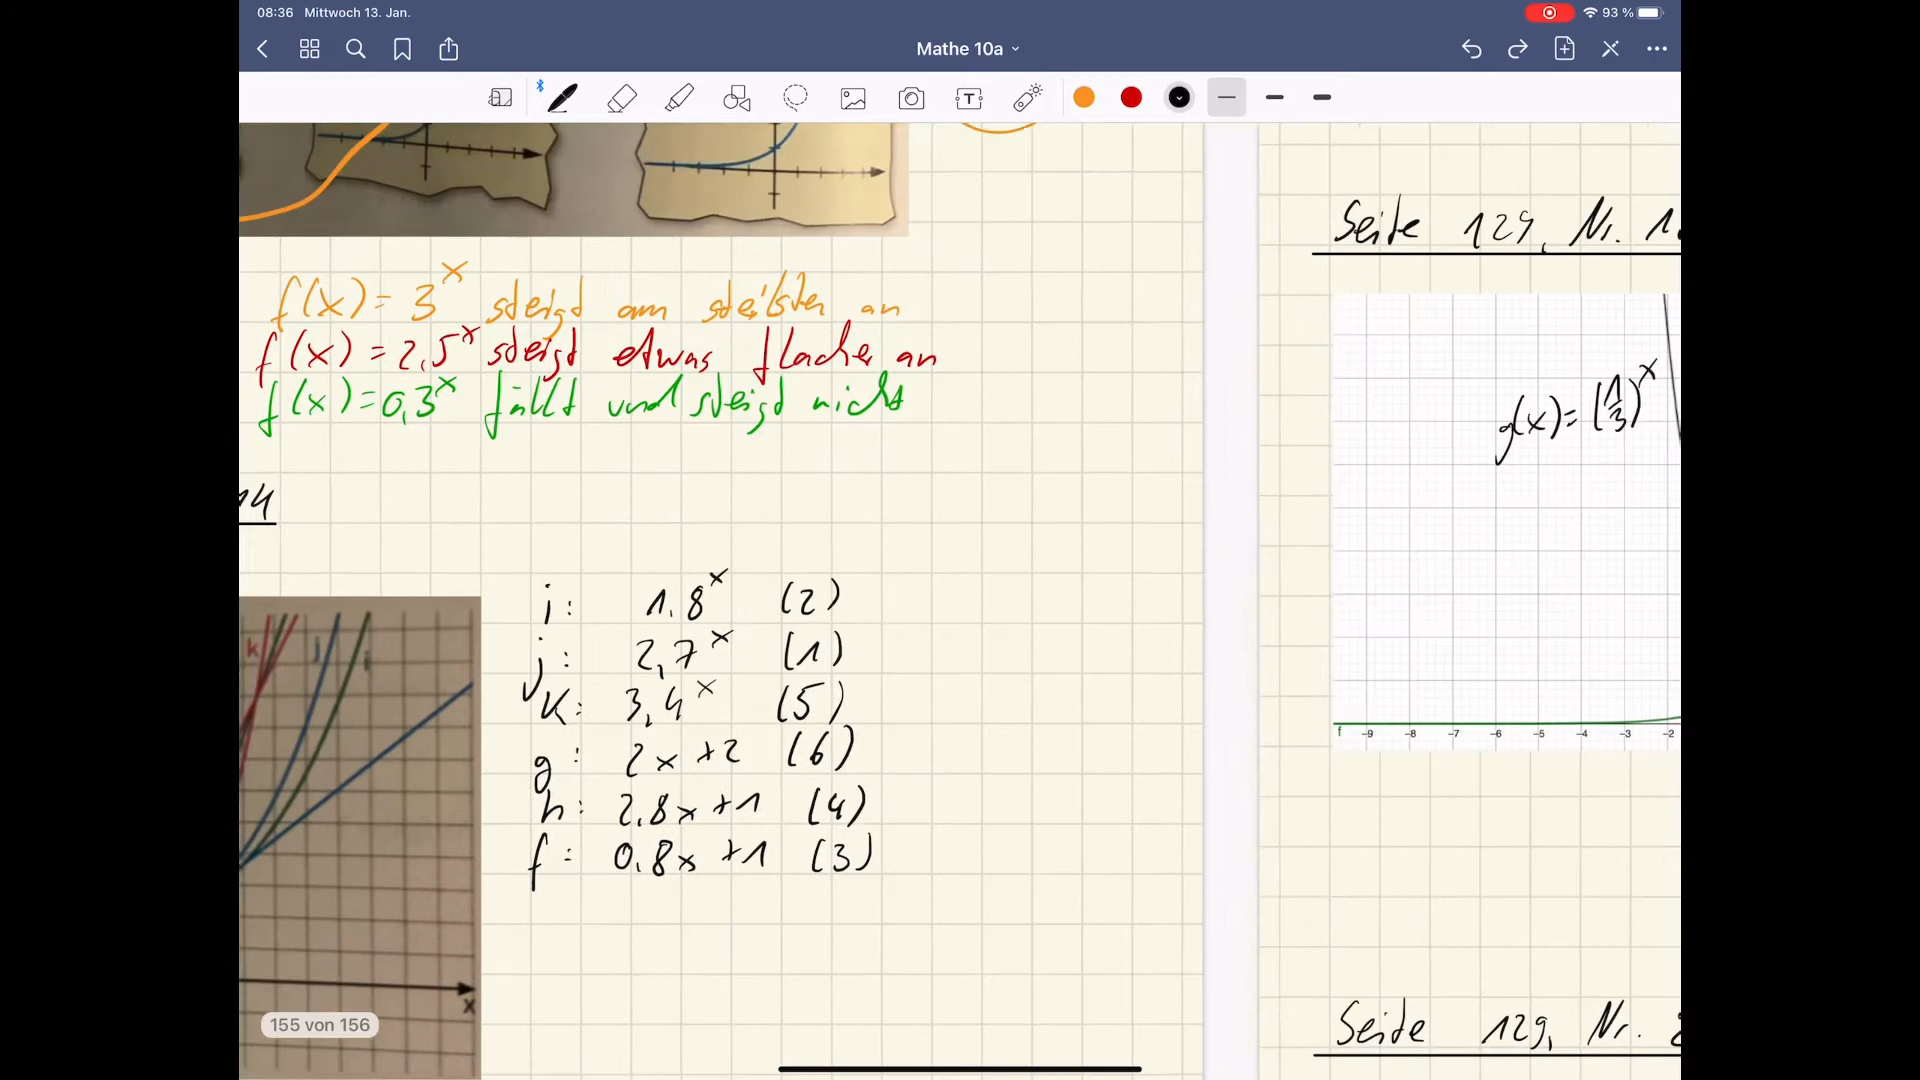 08:36 Mittwoch 13. Jan.
93 %
Mathe 10a
T
f(x) = 3^x steigt am steilsten an
f(x) = 2,5^x steigt etwas flacher an
f(x) = 0,3^x fällt und steigt nicht
14
i: 1,8^x (2)
j: 2,7^x (1)
k: 3,4^x (5)
g: 2x +2 (6)
h: 2,8x +1 (4)
f: 0,8x +1 (3)
k j i
x
155 von 156
Seite 129, Nr. 1
g(x) = (1/3)^x
f
-9 -8 -7 -6 -5 -4 -3 -2
Seite 129, Nr.